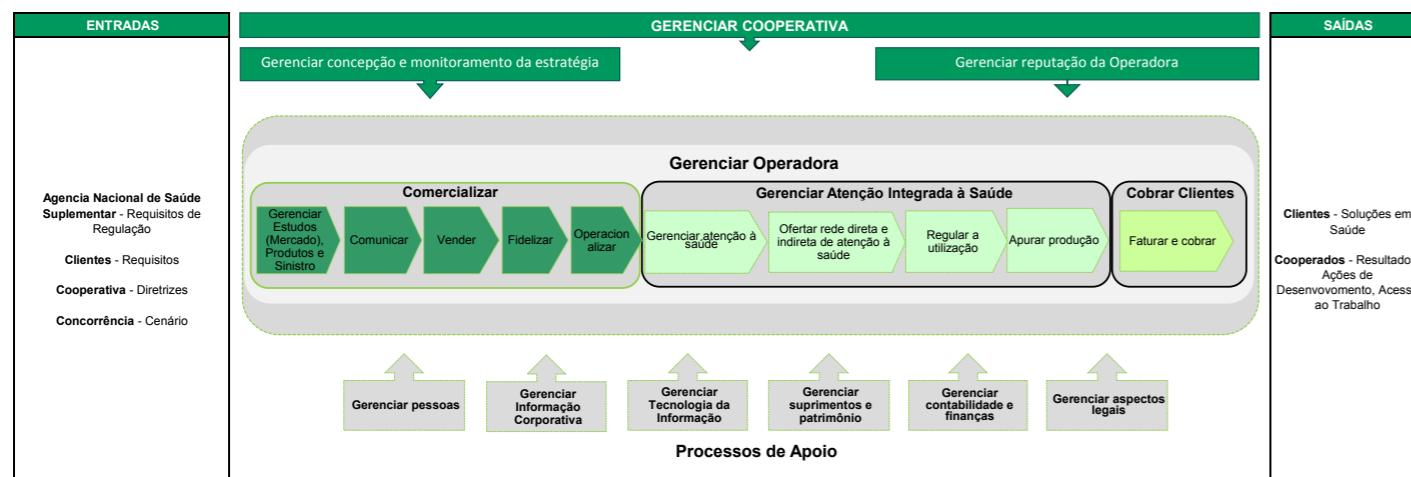 ENTRADAS
Agencia Nacional de Saúde
Suplementar - Requisitos de
Regulação
Clientes - Requisitos
Cooperativa - Diretrizes
Concorrência - Cenário
GERENCIAR COOPERATIVA
Gerenciar concepção e monitoramento da estratégia
Gerenciar reputação da Operadora
Gerenciar Operadora
Comercializar
Gerenciar
Estudos
(Mercado),
Produtos e
Sinistro
Comunicar
Vender
Fidelizar
Operacion
alizar
Gerenciar Atenção Integrada à Saúde
Gerenciar atenção à
saúde
Ofertar rede direta e
indireta de atenção à
saúde
Regular a
utilização
Apurar produção
Cobrar Clientes
Faturar e cobrar
Gerenciar pessoas
Gerenciar
Informação
Corporativa
Gerenciar
Tecnologia da
Informação
Gerenciar
suprimentos e
patrimônio
Gerenciar
contabilidade e
finanças
Gerenciar aspectos
legais
Processos de Apoio
SAÍDAS
Clientes - Soluções em
Saúde
Cooperados - Resultado
Ações de
Desenvovomento, Acess
ao Trabalho